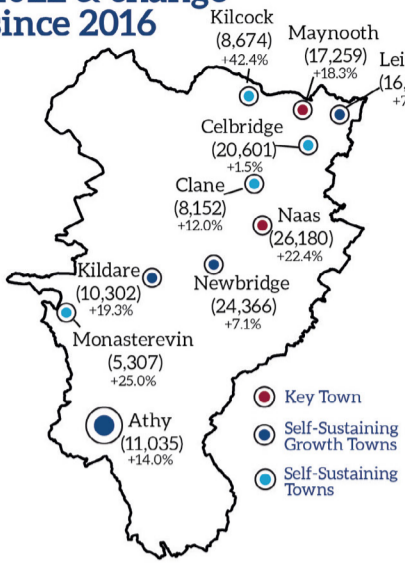 since 2016
Kilcock
(8,674)
+42.4%
Maynooth
(17,259)
+18.3%
Celbridge
(20,601)
+1.5%
Clane
(8,152)
+12.0%
Naas
(26,180)
+22.4%
Kildare
(10,302)
+19.3%
Newbridge
(24,366)
+7.1%
Monasterevin
(5,307)
+25.0%
Athy
(11,035)
+14.0%
Key Town
Self-Sustaining
Growth Towns
Self-Sustaining
Towns